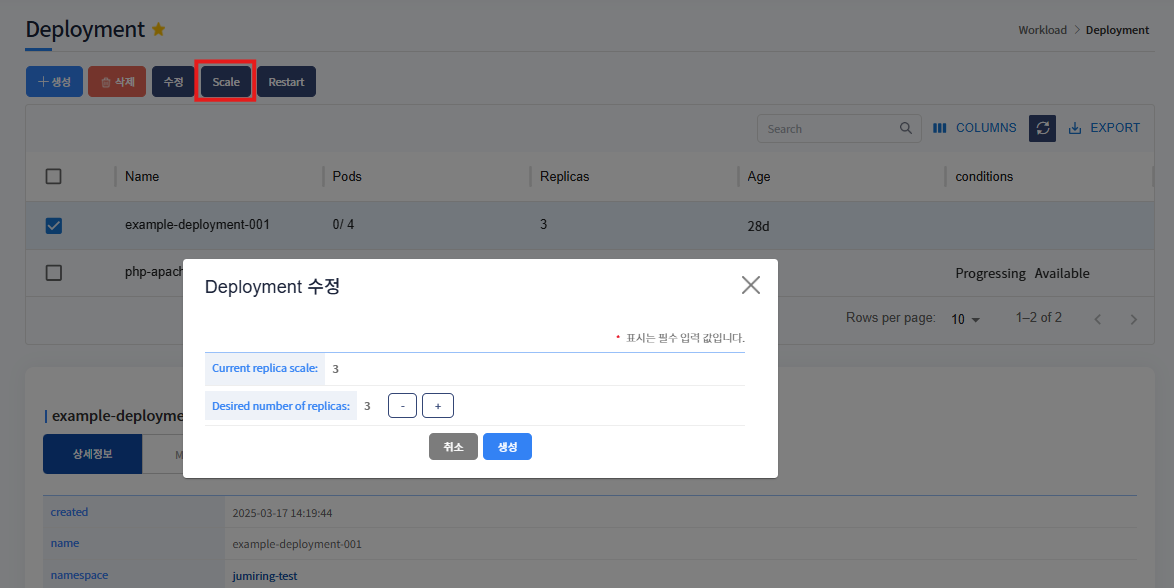 Deployment
Workload > Deployment
+ 생성 삭제 수정 Scale Restart
Search COLUMNS EXPORT
Name Pods Replicas Age conditions
example-deployment-001 0/ 4 3 28d
php-apach Progressing Available
Rows per page: 10 1–2 of 2
Deployment 수정
* 표시는 필수 입력 값입니다.
Current replica scale: 3
Desired number of replicas: 3 - +
취소 생성
example-deployme
상세정보 M
created 2025-03-17 14:19:44
name example-deployment-001
namespace jumiring-test